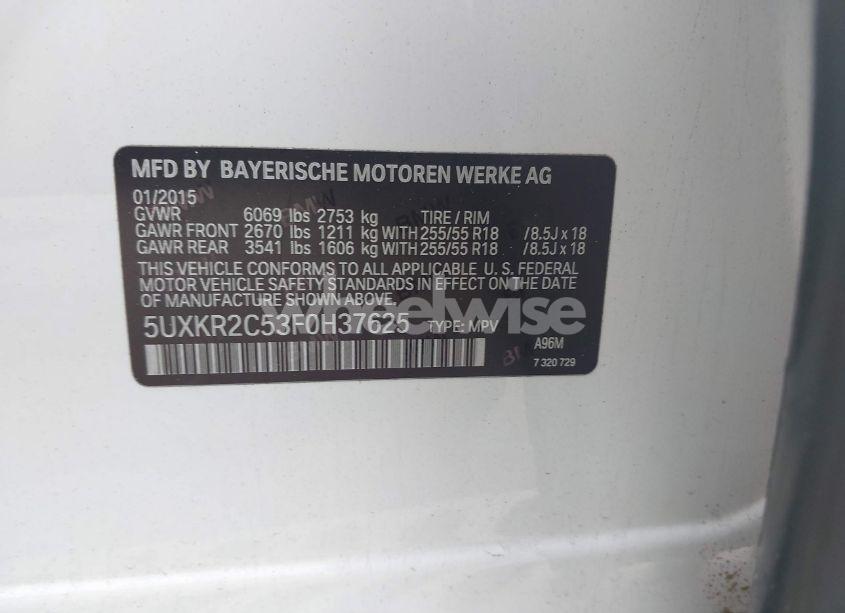 MFD BY BAYERISCHE MOTOREN WERKE AG
01/2015
GVWR 6069 lbs 2753 kg TIRE / RIM
GAWR FRONT 2670 lbs 1211 kg WITH 255/55 R18 /8.5J x 18
GAWR REAR 3541 lbs 1606 kg WITH 255/55 R18 /8.5J x 18
THIS VEHICLE CONFORMS TO ALL APPLICABLE U. S. FEDERAL
MOTOR VEHICLE SAFETY STANDARDS IN EFFECT ON THE DATE
OF MANUFACTURE SHOWN ABOVE.
wheelwise
5UXKR2C53F0H37625 TYPE: MPV
A96M
7 320 729